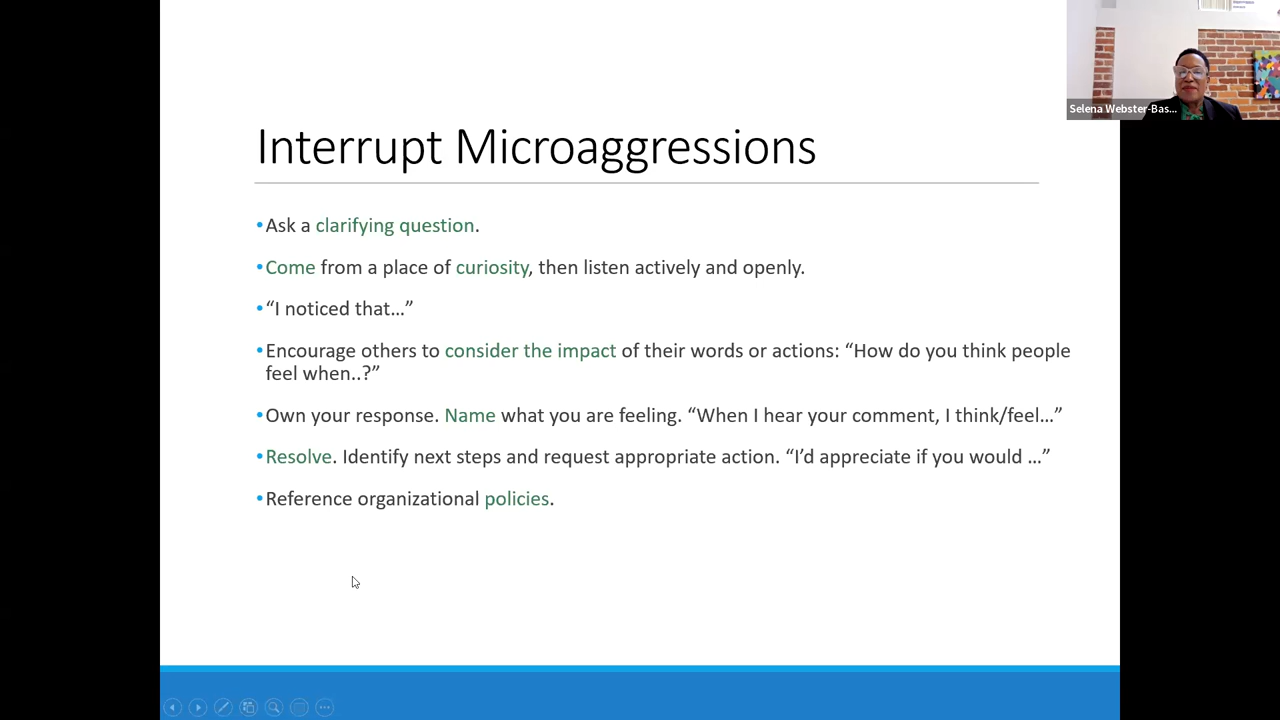 Selena Webster-Bas...
Interrupt Microaggressions
•Ask a clarifying question.
•Come from a place of curiosity, then listen actively and openly.
•“I noticed that…”
•Encourage others to consider the impact of their words or actions: “How do you think people
feel when..?”
•Own your response. Name what you are feeling. “When I hear your comment, I think/feel…”
•Resolve. Identify next steps and request appropriate action. “I’d appreciate if you would …”
•Reference organizational policies.